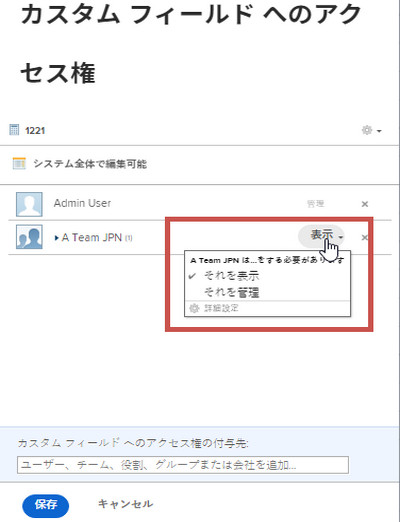 カスタム フィールド へのアク
セス権
1221
システム全体で編集可能
Admin User 管理 ×
A Team JPN (1) 表示 ×
A Team JPN は...をする必要があります
✔ それを表示
それを管理
詳細設定
カスタム フィールド へのアクセス権の付与先:
ユーザー、チーム、役割、グループまたは会社を追加...
保存 キャンセル